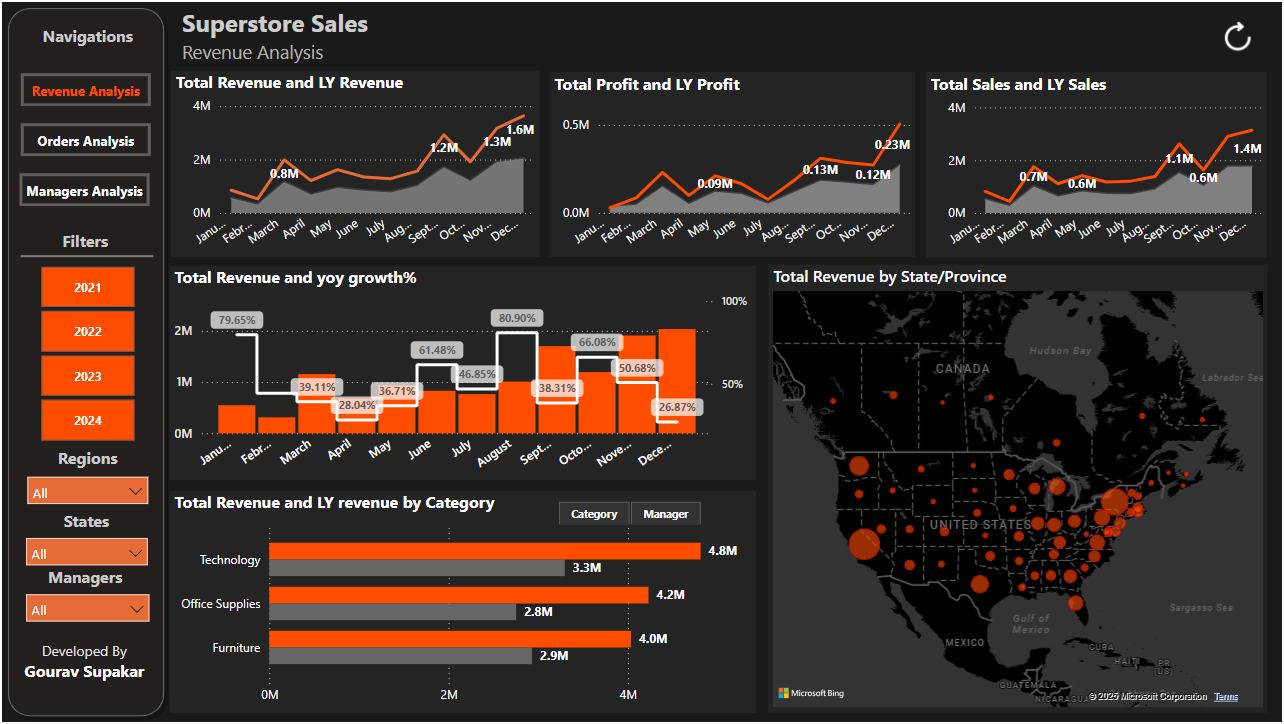 Navigations
Revenue Analysis
Orders Analysis
Managers Analysis
Filters
2021
2022
2023
2024
Regions
All
States
All
Managers
All
Developed By
Gourav Supakar
Superstore Sales
Revenue Analysis
Total Revenue and LY Revenue
4M
2M
0M
0.8M
1.2M
1.3M
1.6M
Janu...
Febr...
March
April
May
June
July
Aug...
Sept...
Oct...
Nov...
Dec...
Total Profit and LY Profit
0.5M
0.0M
0.09M
0.13M
0.12M
0.23M
Janu...
Febr...
March
April
May
June
July
Aug...
Sept...
Oct...
Nov...
Dec...
Total Sales and LY Sales
4M
2M
0M
0.7M
0.6M
1.1M
0.6M
1.4M
Janu...
Febr...
March
April
May
June
July
Aug...
Sept...
Oct...
Nov...
Dec...
Total Revenue and yoy growth%
2M
1M
0M
100%
50%
79.65%
39.11%
28.04%
36.71%
61.48%
46.85%
80.90%
38.31%
66.08%
50.68%
26.87%
Janu...
Febr...
March
April
May
June
July
August
Sept...
Octo...
Nove...
Dece...
Total Revenue and LY revenue by Category
Category
Manager
Technology
4.8M
3.3M
Office Supplies
4.2M
2.8M
Furniture
4.0M
2.9M
0M
2M
4M
Total Revenue by State/Province
Hudson Bay
CANADA
Labrador Sea
UNITED STATES
Gulf of
Mexico
Sargasso Sea
MEXICO
CUBA
HAITI
PR
(US)
GUATEMALA
NICARAGUA
Microsoft Bing
© 2025 Microsoft Corporation
Terms